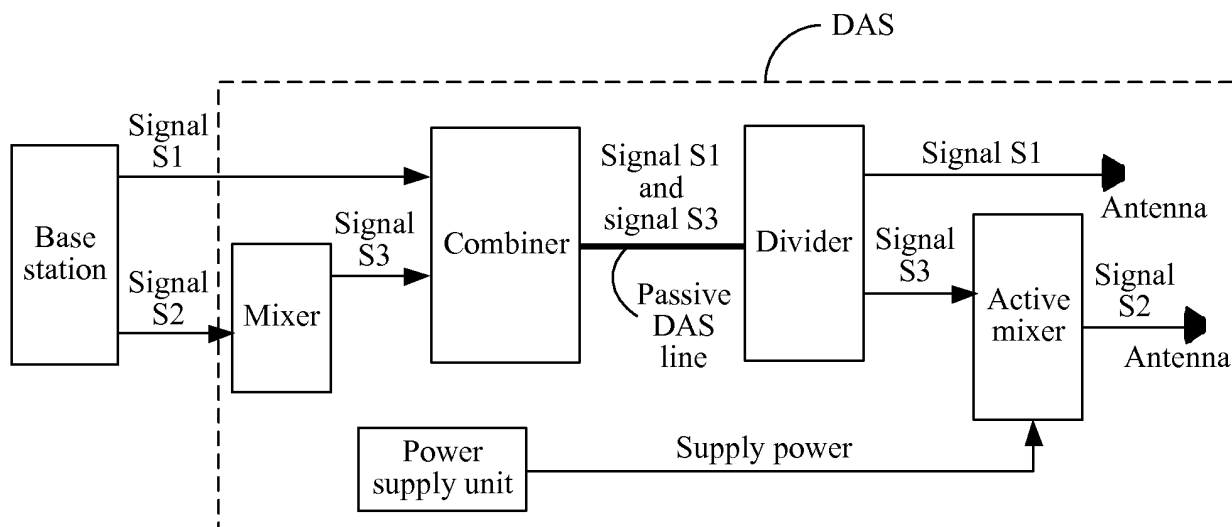 DAS
Signal
S1
Base
station
Signal
S2
Mixer
Signal
S3
Combiner
Signal S1
and
signal S3
Passive
DAS
line
Divider
Signal S1
Antenna
Signal
S3
Active
mixer
Signal
S2
Antenna
Power
supply unit
Supply power